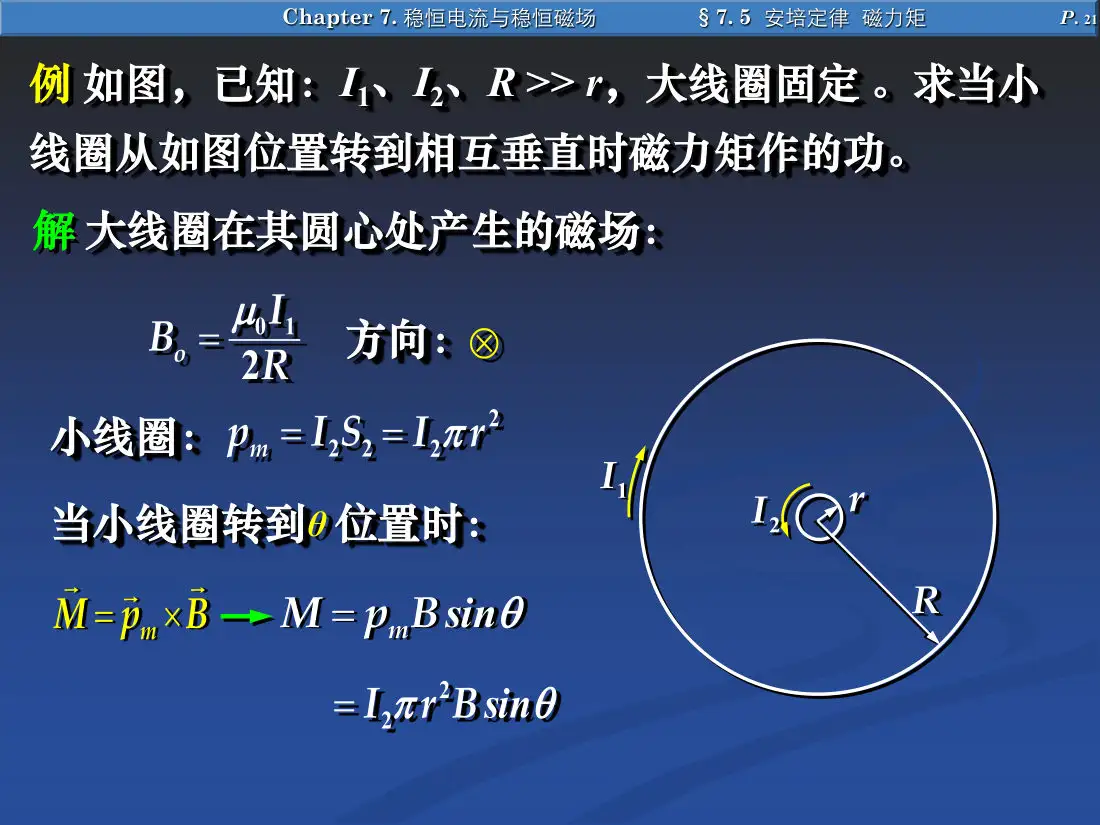 Chapter 7. 稳恒电流与稳恒磁场 §7.5 安培定律 磁力矩 P. 21
例 如图，已知：I₁、I₂、R >> r，大线圈固定 。求当小
线圈从如图位置转到相互垂直时磁力矩作的功。
解 大线圈在其圆心处产生的磁场：
Bₒ = μ₀I₁ / 2R 方向：⊗
小线圈：pₘ = I₂S₂ = I₂πr²
当小线圈转到θ 位置时：
M⃗ = p⃗ₘ × B⃗ → M = pₘB sinθ
= I₂πr²B sinθ
I₁
I₂
r
R